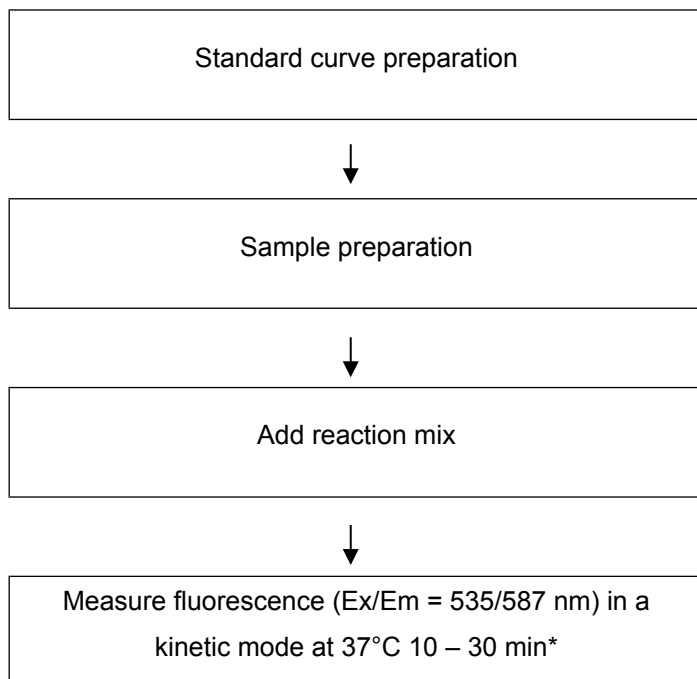 Standard curve preparation
Sample preparation
Add reaction mix
Measure fluorescence (Ex/Em = 535/587 nm) in a
kinetic mode at 37°C 10 – 30 min*